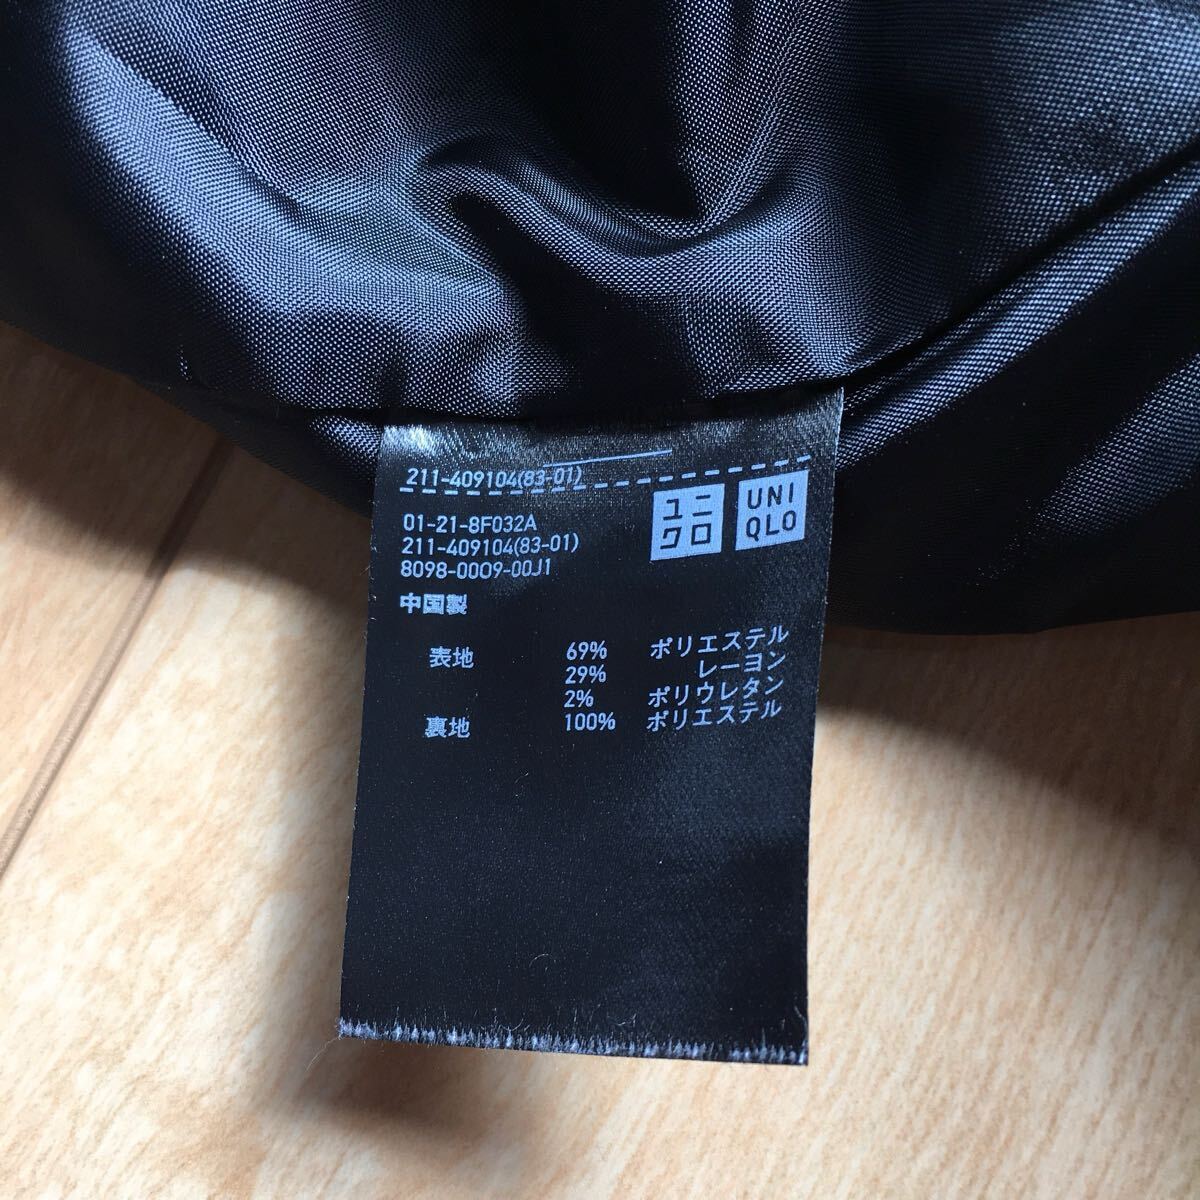 211-409104(83-01)
ユニ
クロ
UNI
QLO
01-21-8F032A
211-409104(83-01)
8098-0009-00J1
中国製
表地 69% ポリエステル
29% レーヨン
2% ポリウレタン
裏地 100% ポリエステル